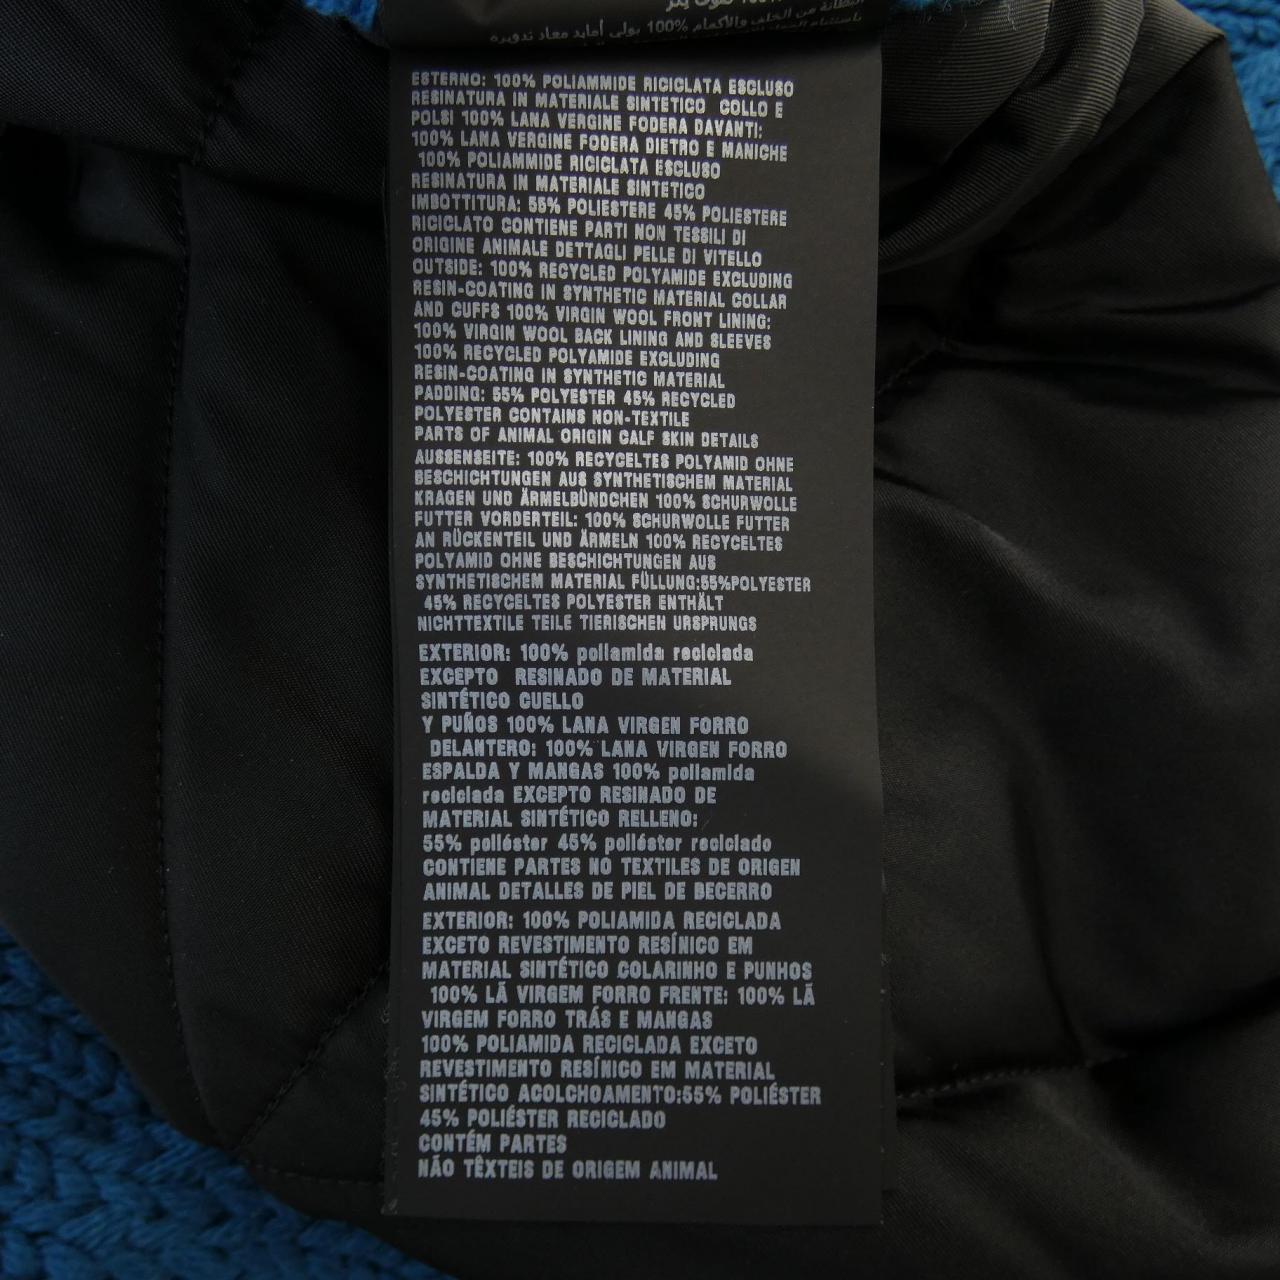 البطانة من الخلف والأكمام 100% بولي أمايد معاد تدويره
ESTERNO: 100% POLIAMMIDE RICICLATA ESCLUSO
RESINATURA IN MATERIALE SINTETICO COLLO E
POLSI 100% LANA VERGINE FODERA DAVANTI:
100% LANA VERGINE FODERA DIETRO E MANICHE
100% POLIAMMIDE RICICLATA ESCLUSO
RESINATURA IN MATERIALE SINTETICO
IMBOTTITURA: 55% POLIESTERE 45% POLIESTERE
RICICLATO CONTIENE PARTI NON TESSILI DI
ORIGINE ANIMALE DETTAGLI PELLE DI VITELLO
OUTSIDE: 100% RECYCLED POLYAMIDE EXCLUDING
RESIN-COATING IN SYNTHETIC MATERIAL COLLAR
AND CUFFS 100% VIRGIN WOOL FRONT LINING:
100% VIRGIN WOOL BACK LINING AND SLEEVES
100% RECYCLED POLYAMIDE EXCLUDING
RESIN-COATING IN SYNTHETIC MATERIAL
PADDING: 55% POLYESTER 45% RECYCLED
POLYESTER CONTAINS NON-TEXTILE
PARTS OF ANIMAL ORIGIN CALF SKIN DETAILS
AUSSENSEITE: 100% RECYCELTES POLYAMID OHNE
BESCHICHTUNGEN AUS SYNTHETISCHEM MATERIAL
KRAGEN UND ÄRMELBÜNDCHEN 100% SCHURWOLLE
FUTTER VORDERTEIL: 100% SCHURWOLLE FUTTER
AN RÜCKENTEIL UND ÄRMELN 100% RECYCELTES
POLYAMID OHNE BESCHICHTUNGEN AUS
SYNTHETISCHEM MATERIAL FÜLLUNG:55%POLYESTER
45% RECYCELTES POLYESTER ENTHÄLT
NICHTTEXTILE TEILE TIERISCHEN URSPRUNGS
EXTERIOR: 100% poliamida reciclada
EXCEPTO RESINADO DE MATERIAL
SINTÉTICO CUELLO
Y PUÑOS 100% LANA VIRGEN FORRO
DELANTERO: 100% LANA VIRGEN FORRO
ESPALDA Y MANGAS 100% poliamida
reciclada EXCEPTO RESINADO DE
MATERIAL SINTÉTICO RELLENO:
55% poliéster 45% poliéster reciclado
CONTIENE PARTES NO TEXTILES DE ORIGEN
ANIMAL DETALLES DE PIEL DE BECERRO
EXTERIOR: 100% POLIAMIDA RECICLADA
EXCETO REVESTIMENTO RESÍNICO EM
MATERIAL SINTÉTICO COLARINHO E PUNHOS
100% LÃ VIRGEM FORRO FRENTE: 100% LÃ
VIRGEM FORRO TRÁS E MANGAS
100% POLIAMIDA RECICLADA EXCETO
REVESTIMENTO RESÍNICO EM MATERIAL
SINTÉTICO ACOLCHOAMENTO:55% POLIÉSTER
45% POLIÉSTER RECICLADO
CONTÉM PARTES
NÃO TÊXTEIS DE ORIGEM ANIMAL